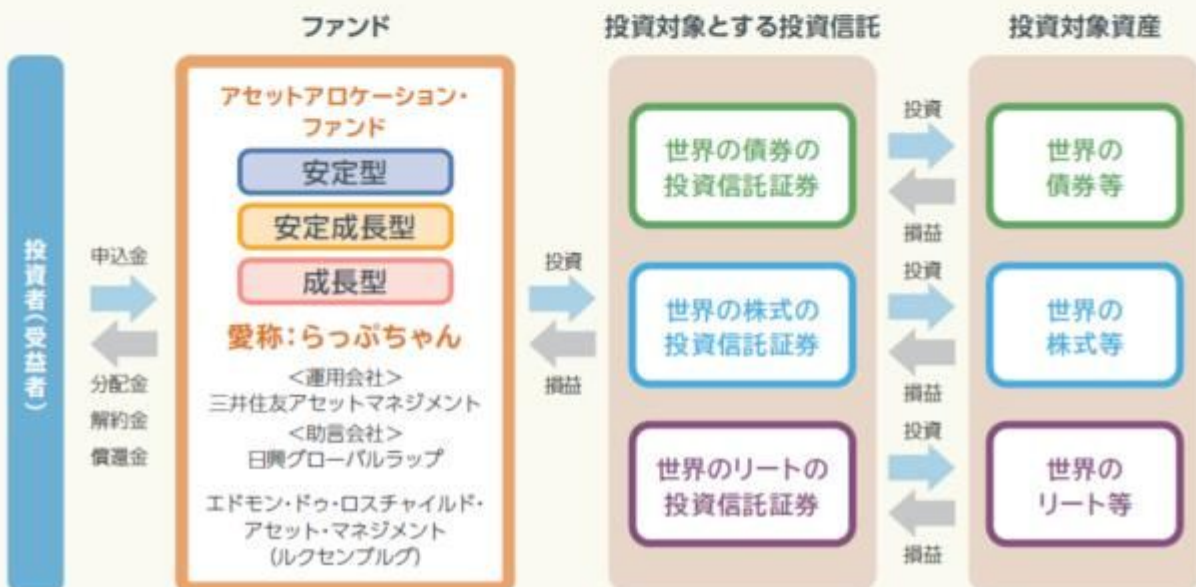 ファンド
投資対象とする投資信託
投資対象資産
投資者(受益者)
申込金
分配金
解約金
償還金
アセットアロケーション・
ファンド
安定型
安定成長型
成長型
愛称:らっぷちゃん
＜運用会社＞
三井住友アセットマネジメント
＜助言会社＞
日興グローバルラップ
エドモン・ドゥ・ロスチャイルド・
アセット・マネジメント
(ルクセンブルグ)
投資
損益
世界の債券の
投資信託証券
投資
損益
世界の
債券等
世界の株式の
投資信託証券
投資
損益
世界の
株式等
世界のリートの
投資信託証券
投資
損益
世界の
リート等